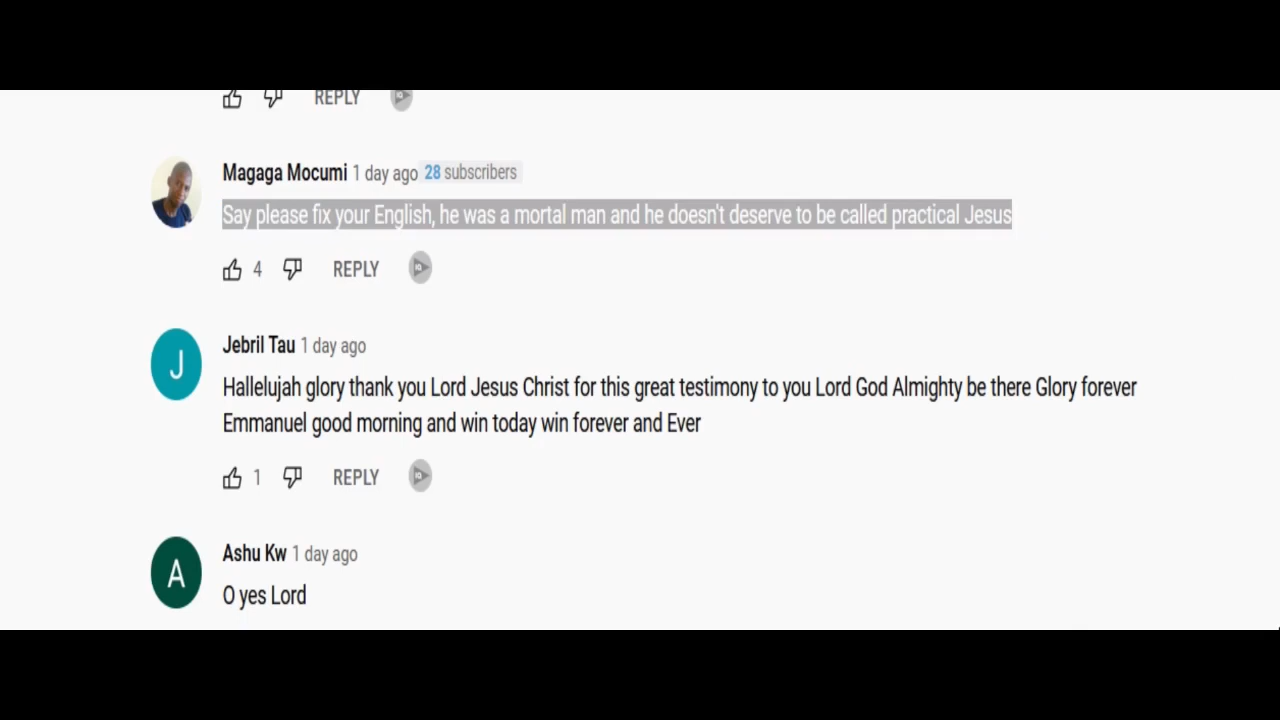 REPLY
Magaga Mocumi 1 day ago 28 subscribers
Say please fix your English, he was a mortal man and he doesn't deserve to be called practical Jesus
4 REPLY
J
Jebril Tau 1 day ago
Hallelujah glory thank you Lord Jesus Christ for this great testimony to you Lord God Almighty be there Glory forever
Emmanuel good morning and win today win forever and Ever
1 REPLY
A
Ashu Kw 1 day ago
O yes Lord